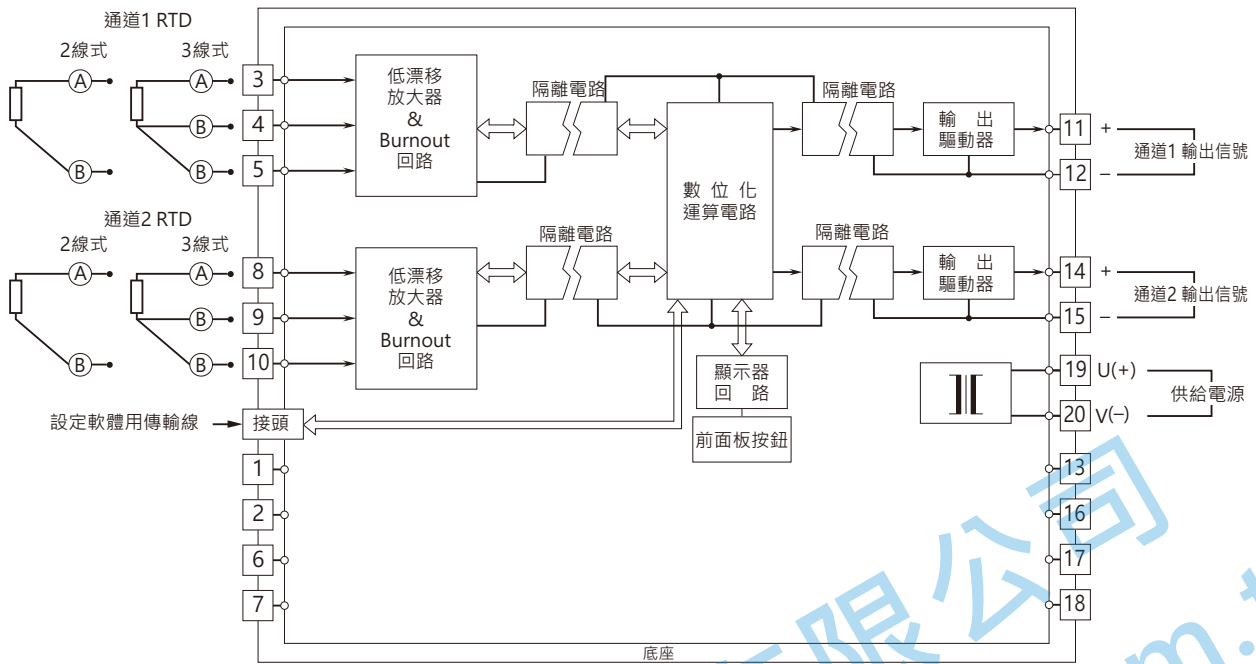 通道1 RTD
2線式
3線式
A
A
B
B
B
3
4
5
低漂移
放大器
&
Burnout
回路
隔離電路
數位化
運算電路
隔離電路
輸出
驅動器
11
+
12
−
通道1 輸出信號
通道2 RTD
2線式
3線式
A
A
B
B
B
8
9
10
低漂移
放大器
&
Burnout
回路
隔離電路
隔離電路
輸出
驅動器
14
+
15
−
通道2 輸出信號
顯示器
回路
前面板按鈕
19
U(+)
20
V(−)
供給電源
設定軟體用傳輸線
接頭
1
2
6
7
13
16
17
18
底座
有限公司
m.t